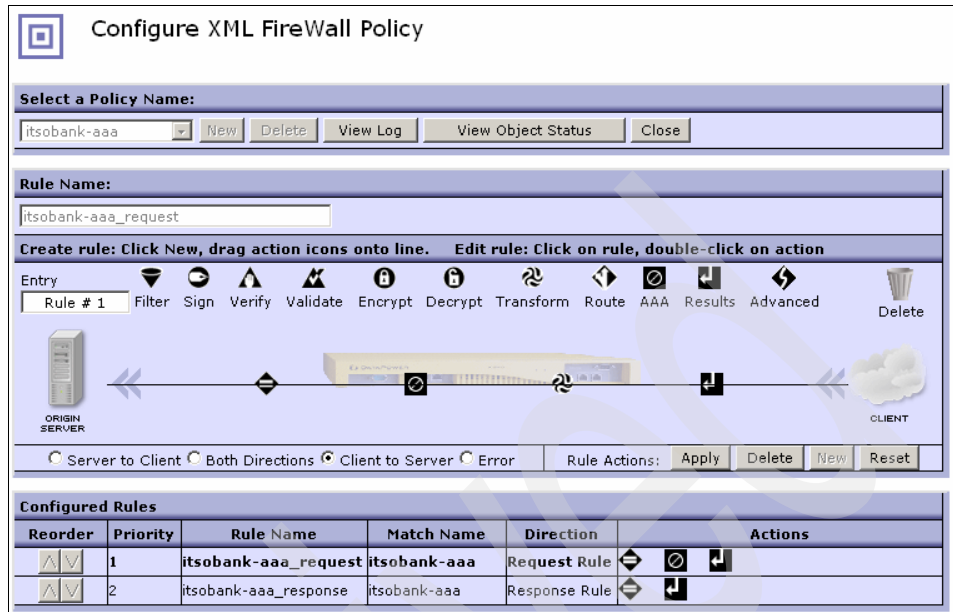 Configure XML FireWall Policy
Select a Policy Name:
itsobank-aaa New Delete View Log View Object Status Close
Rule Name:
itsobank-aaa_request
Create rule: Click New, drag action icons onto line. Edit rule: Click on rule, double-click on action
Entry
Rule # 1 Filter Sign Verify Validate Encrypt Decrypt Transform Route AAA Results Advanced
Delete
ORIGIN
SERVER
CLIENT
Server to Client Both Directions Client to Server Error Rule Actions: Apply Delete New Reset
Configured Rules
Reorder Priority Rule Name Match Name Direction Actions
1 itsobank-aaa_request itsobank-aaa Request Rule
2 itsobank-aaa_response itsobank-aaa Response Rule